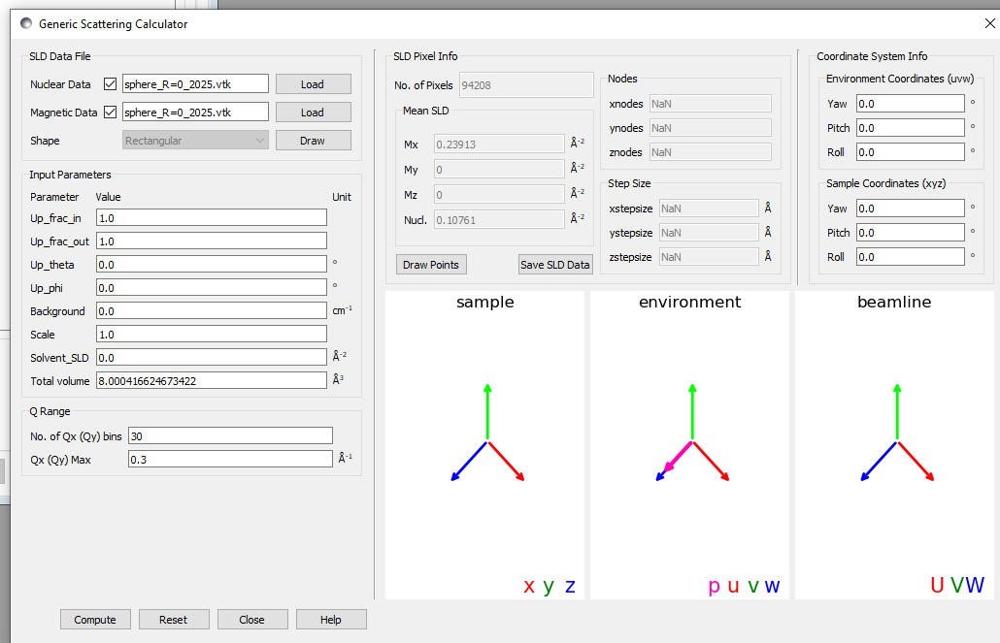 Generic Scattering Calculator
SLD Data File
Nuclear Data sphere_R=0_2025.vtk Load
Magnetic Data sphere_R=0_2025.vtk Load
Shape Rectangular Draw
Input Parameters
Parameter Value Unit
Up_frac_in 1.0
Up_frac_out 1.0
Up_theta 0.0 °
Up_phi 0.0 °
Background 0.0 cm⁻¹
Scale 1.0
Solvent_SLD 0.0 Å⁻²
Total volume 8.000416624673422 Å³
Q Range
No. of Qx (Qy) bins 30
Qx (Qy) Max 0.3 Å⁻¹
Compute Reset Close Help
SLD Pixel Info
No. of Pixels 94208
Mean SLD
Mx 0.23913 Å⁻²
My 0 Å⁻²
Mz 0 Å⁻²
Nucl. 0.10761 Å⁻²
Draw Points Save SLD Data
Nodes
xnodes NaN
ynodes NaN
znodes NaN
Step Size
xstepsize NaN Å
ystepsize NaN Å
zstepsize NaN Å
Coordinate System Info
Environment Coordinates (uvw)
Yaw 0.0 °
Pitch 0.0 °
Roll 0.0 °
Sample Coordinates (xyz)
Yaw 0.0 °
Pitch 0.0 °
Roll 0.0 °
sample
x y z
environment
p u v w
beamline
U V W